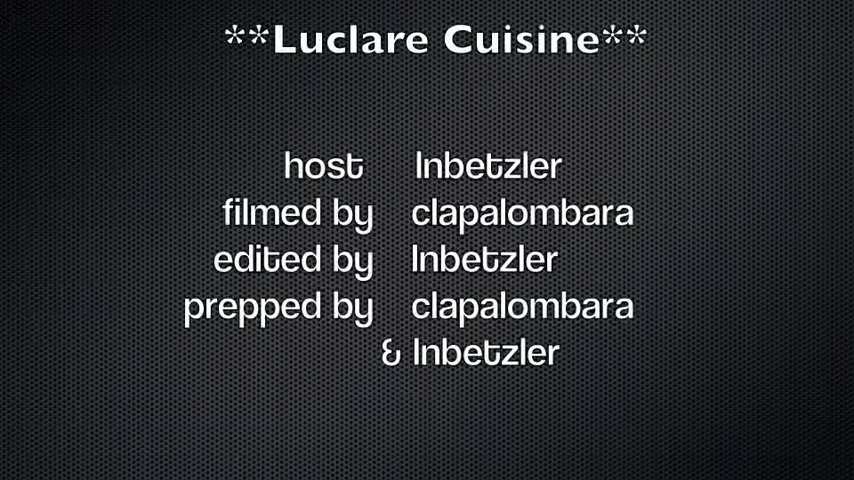 **Luclare Cuisine**
host lnbetzler
filmed by clapalombara
edited by lnbetzler
prepped by clapalombara
& lnbetzler